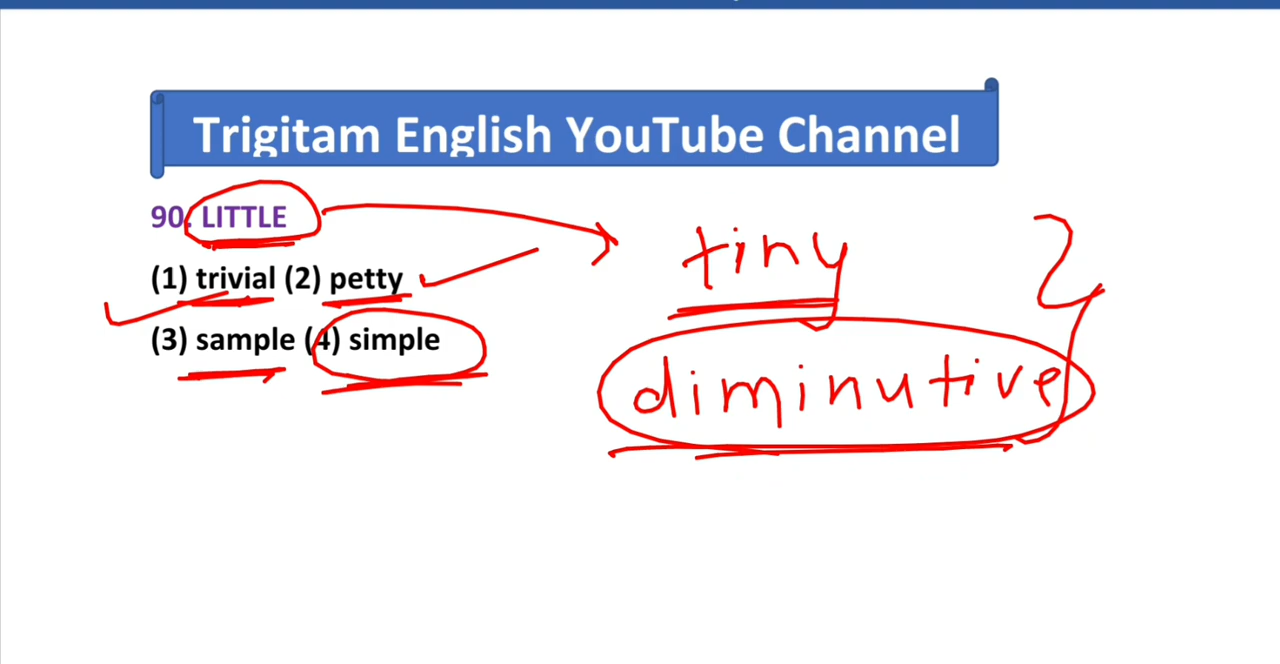 Trigitam English YouTube Channel
90. LITTLE
(1) trivial (2) petty
(3) sample (4) simple
tiny
diminutive